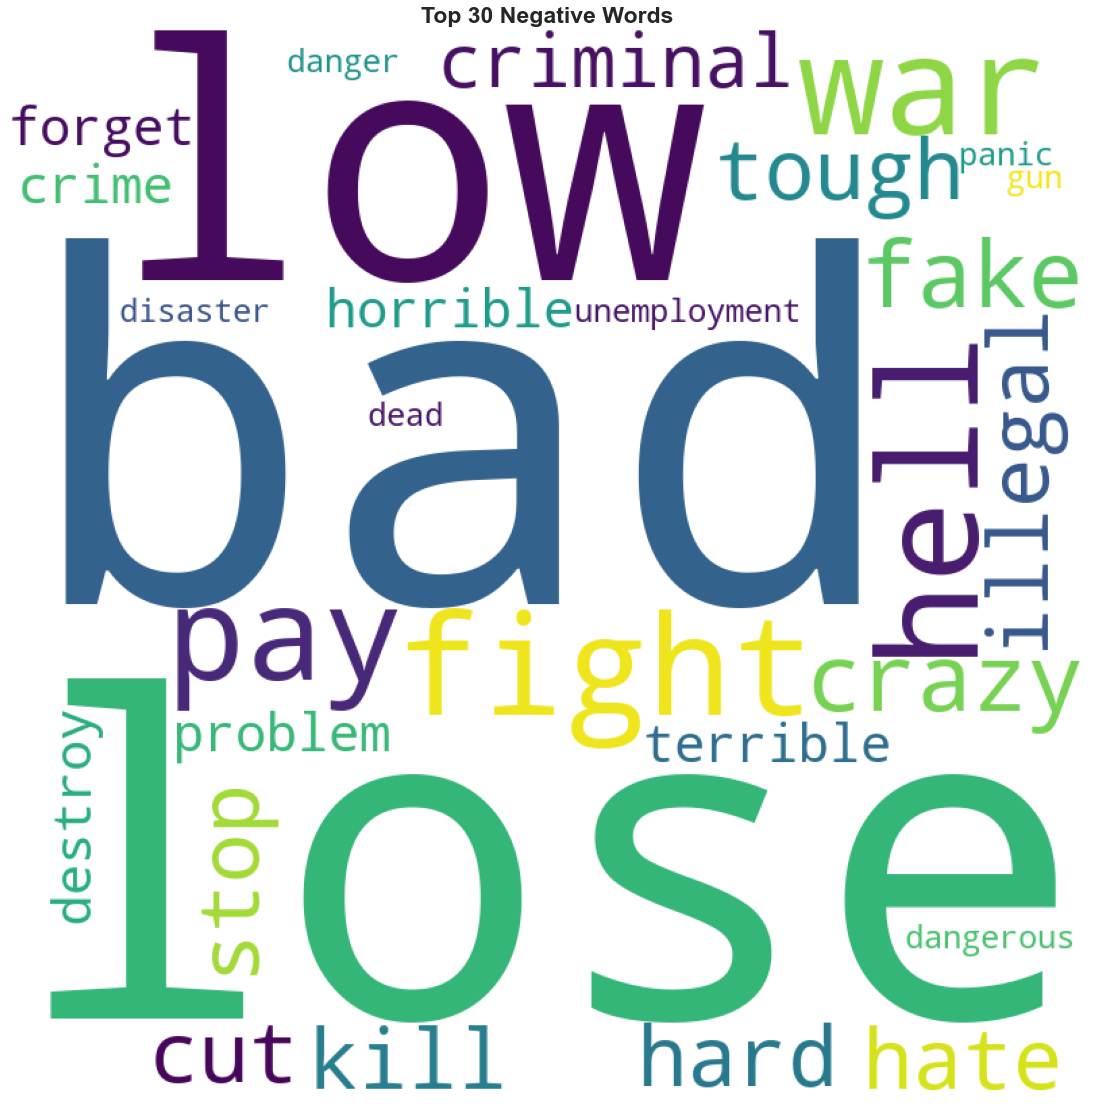 Top 30 Negative Words
low
danger
criminal
war
forget
crime
tough
panic
gun
bad
fake
disaster
horrible
unemployment
dead
hell
illegal
pay
fight
crazy
lose
problem
terrible
destroy
stop
dangerous
cut
kill
hard
hate